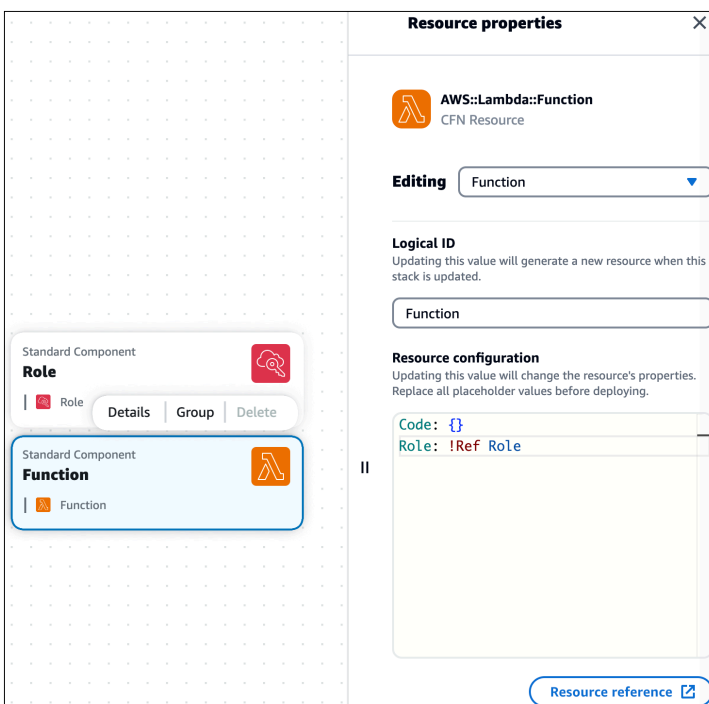 Resource properties
AWS::Lambda::Function
CFN Resource
Editing
Function
Logical ID
Updating this value will generate a new resource when this
stack is updated.
Function
Resource configuration
Updating this value will change the resource's properties.
Replace all placeholder values before deploying.
Code: {}
Role: !Ref Role
Resource reference
Standard Component
Role
Role
Details
Group
Delete
Standard Component
Function
Function